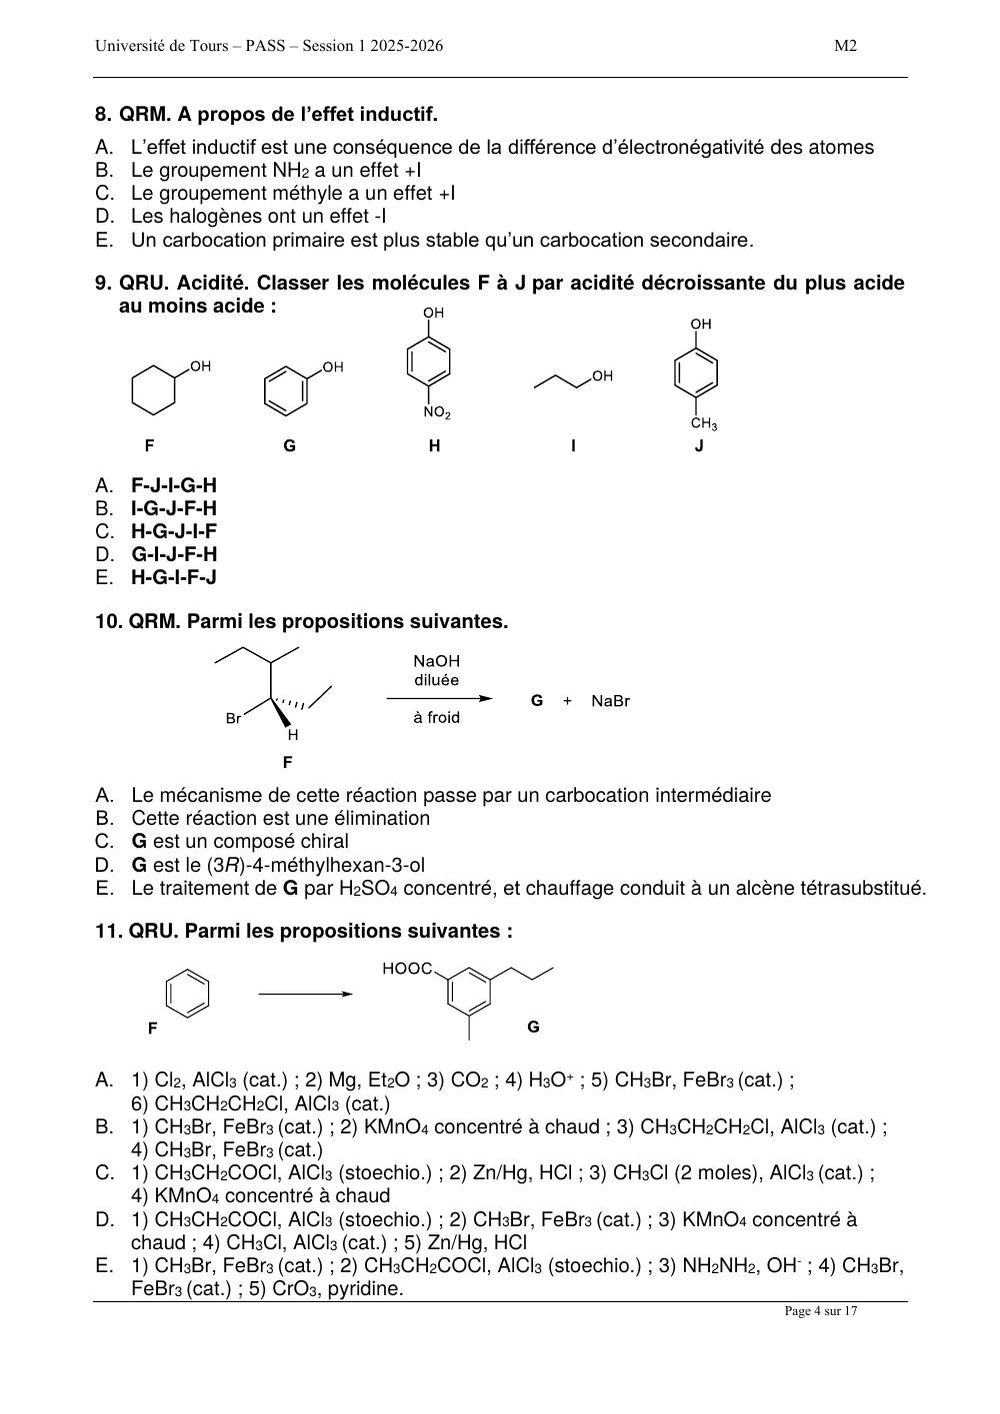 Université de Tours – PASS – Session 1 2025-2026 M2
8. QRM. A propos de l'effet inductif.
A. L'effet inductif est une conséquence de la différence d'électronégativité des atomes
B. Le groupement NH2 a un effet +I
C. Le groupement méthyle a un effet +I
D. Les halogènes ont un effet -I
E. Un carbocation primaire est plus stable qu'un carbocation secondaire.
9. QRU. Acidité. Classer les molécules F à J par acidité décroissante du plus acide
au moins acide :
OH
OH
OH OH OH
NO2
CH3
F G H I J
A. F-J-I-G-H
B. I-G-J-F-H
C. H-G-J-I-F
D. G-I-J-F-H
E. H-G-I-F-J
10. QRM. Parmi les propositions suivantes.
NaOH
diluée
G + NaBr
Br à froid
H
F
A. Le mécanisme de cette réaction passe par un carbocation intermédiaire
B. Cette réaction est une élimination
C. G est un composé chiral
D. G est le (3R)-4-méthylhexan-3-ol
E. Le traitement de G par H2SO4 concentré, et chauffage conduit à un alcène tétrasubstitué.
11. QRU. Parmi les propositions suivantes :
HOOC
F G
A. 1) Cl2, AlCl3 (cat.) ; 2) Mg, Et2O ; 3) CO2 ; 4) H3O+ ; 5) CH3Br, FeBr3 (cat.) ;
6) CH3CH2CH2Cl, AlCl3 (cat.)
B. 1) CH3Br, FeBr3 (cat.) ; 2) KMnO4 concentré à chaud ; 3) CH3CH2CH2Cl, AlCl3 (cat.) ;
4) CH3Br, FeBr3 (cat.)
C. 1) CH3CH2COCl, AlCl3 (stoechio.) ; 2) Zn/Hg, HCl ; 3) CH3Cl (2 moles), AlCl3 (cat.) ;
4) KMnO4 concentré à chaud
D. 1) CH3CH2COCl, AlCl3 (stoechio.) ; 2) CH3Br, FeBr3 (cat.) ; 3) KMnO4 concentré à
chaud ; 4) CH3Cl, AlCl3 (cat.) ; 5) Zn/Hg, HCl
E. 1) CH3Br, FeBr3 (cat.) ; 2) CH3CH2COCl, AlCl3 (stoechio.) ; 3) NH2NH2, OH- ; 4) CH3Br,
FeBr3 (cat.) ; 5) CrO3, pyridine.
Page 4 sur 17